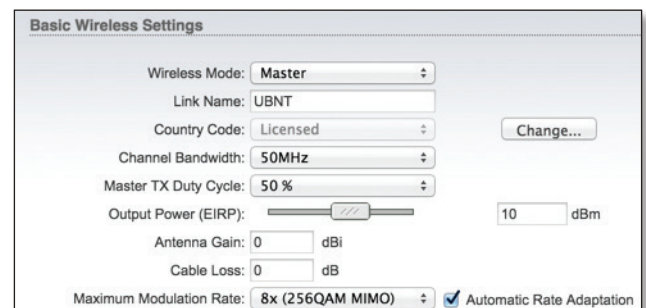 Basic Wireless Settings
Wireless Mode: Master
Link Name: UBNT
Country Code: Licensed Change...
Channel Bandwidth: 50MHz
Master TX Duty Cycle: 50 %
Output Power (EIRP): 10 dBm
Antenna Gain: 0 dBi
Cable Loss: 0 dB
Maximum Modulation Rate: 8x (256QAM MIMO) Automatic Rate Adaptation